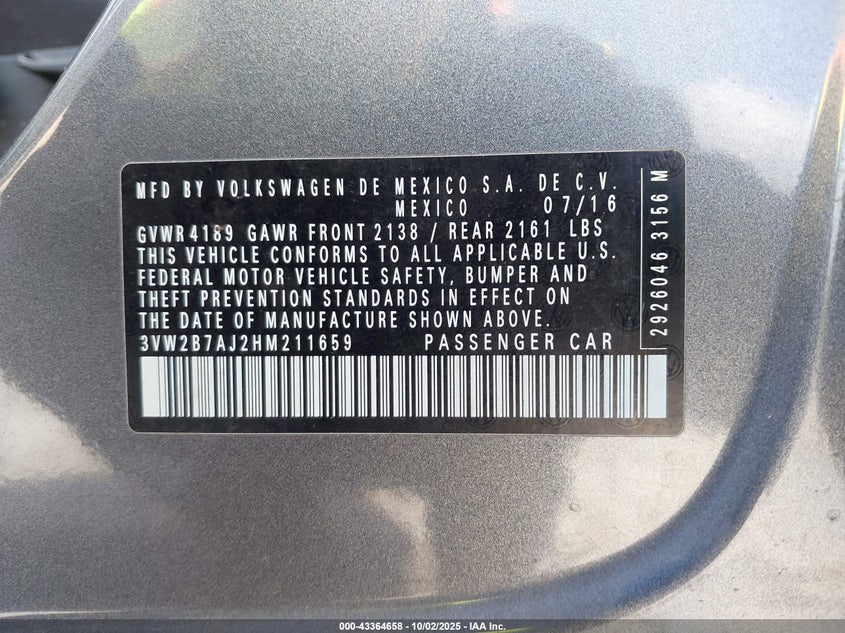 MFD BY VOLKSWAGEN DE MEXICO S.A. DE C.V.
MEXICO 07/16
GVWR 4189 GAWR FRONT 2138 / REAR 2161 LBS
THIS VEHICLE CONFORMS TO ALL APPLICABLE U.S.
FEDERAL MOTOR VEHICLE SAFETY, BUMPER AND
THEFT PREVENTION STANDARDS IN EFFECT ON
THE DATE OF MANUFACTURE SHOWN ABOVE.
3VW2B7AJ2HM211659 PASSENGER CAR
2926046 3156 M
000-43364658 - 10/02/2025 - IAA Inc.